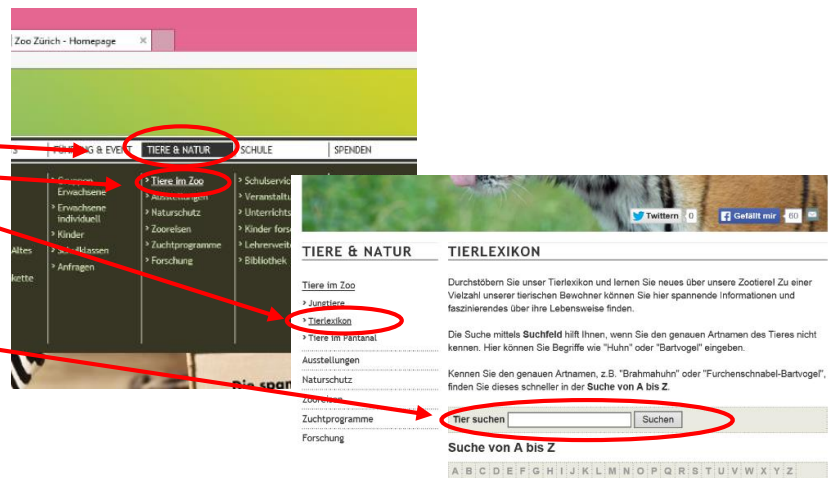 Zoo Zürich - Homepage
& EVENT
TIERE & NATUR
SCHULE
SPENDEN
Erwachsene
> Erwachsene
individuell
> Kinder
> Anfragen
Altes
kette
> Tiere im Zoo
> Ausstellungen
> Naturschutz
> Zooreisen
> Zuchtprogramme
> Forschung
> Schulservic
> Veranstaltu
> Unterrichts
> Kinder fors
> Lehrerweite
> Bibliothek
Die span
Twittern 0
Gefällt mir 60
TIERE & NATUR
Tiere im Zoo
> Jungtiere
> Tierlexikon
> Tiere im Pantanal
Ausstellungen
Naturschutz
Zooreisen
Zuchtprogramme
Forschung
TIERLEXIKON
Durchstöbern Sie unser Tierlexikon und lernen Sie neues über unsere Zootiere! Zu einer
Vielzahl unserer tierischen Bewohner können Sie hier spannende Informationen und
faszinierendes über ihre Lebensweise finden.
Die Suche mittels Suchfeld hilft Ihnen, wenn Sie den genauen Artnamen des Tieres nicht
kennen. Hier können Sie Begriffe wie "Huhn" oder "Bartvogel" eingeben.
Kennen Sie den genauen Artnamen, z.B. "Brahmahuhn" oder "Furchenschnabel-Bartvogel",
finden Sie dieses schneller in der Suche von A bis Z.
Tier suchen
Suchen
Suche von A bis Z
A B C D E F G H I J K L M N O P Q R S T U V W X Y Z